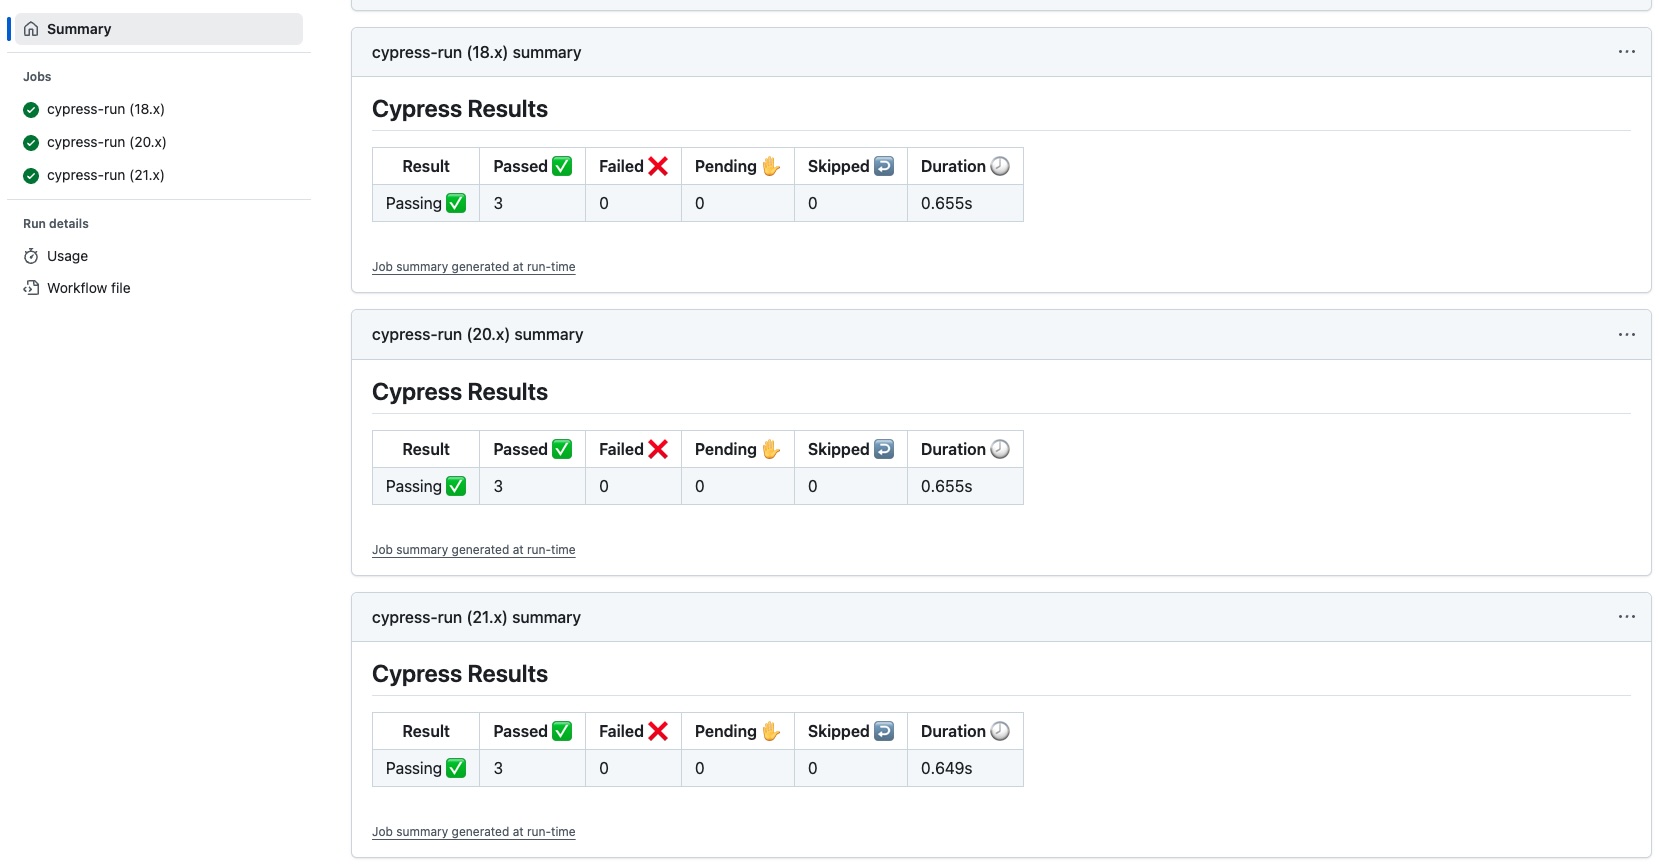 Summary
Jobs
cypress-run (18.x)
cypress-run (20.x)
cypress-run (21.x)
Run details
Usage
Workflow file
cypress-run (18.x) summary
Cypress Results
Result Passed ✅ Failed ❌ Pending ✋ Skipped ↩️ Duration 🕗
Passing ✅ 3 0 0 0 0.655s
Job summary generated at run-time
cypress-run (20.x) summary
Cypress Results
Result Passed ✅ Failed ❌ Pending ✋ Skipped ↩️ Duration 🕗
Passing ✅ 3 0 0 0 0.655s
Job summary generated at run-time
cypress-run (21.x) summary
Cypress Results
Result Passed ✅ Failed ❌ Pending ✋ Skipped ↩️ Duration 🕗
Passing ✅ 3 0 0 0 0.649s
Job summary generated at run-time